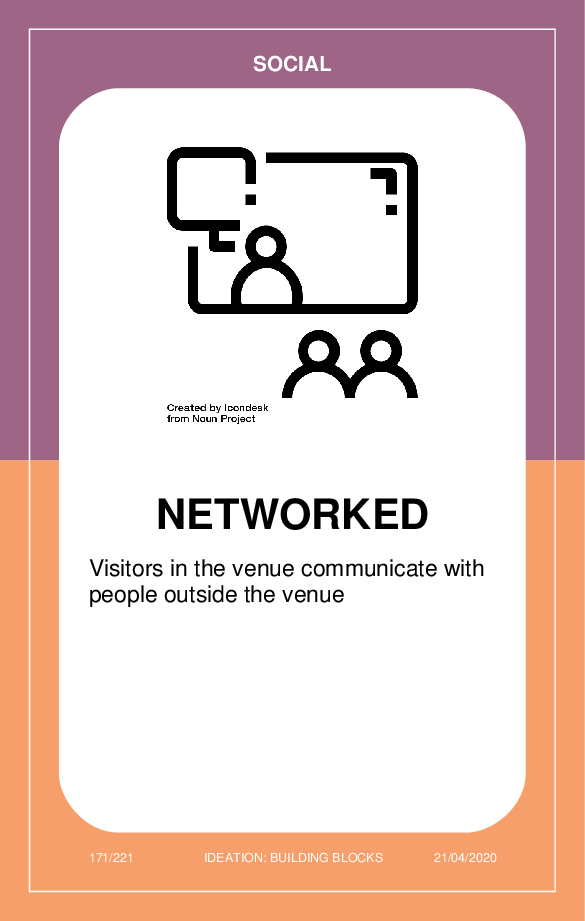 SOCIAL
Created by Icondesk
from Noun Project
NETWORKED
Visitors in the venue communicate with
people outside the venue
171/221 IDEATION: BUILDING BLOCKS 21/04/2020